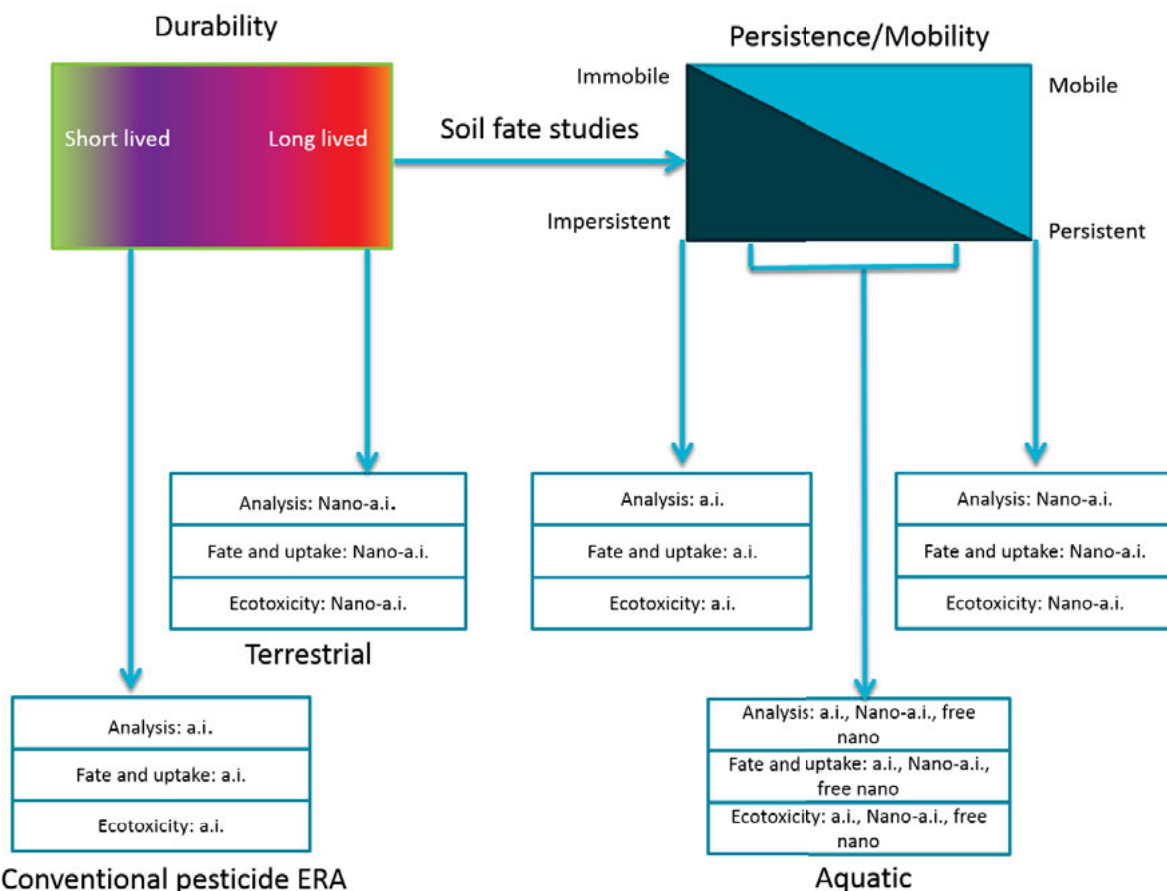 Durability
Persistence/Mobility
Immobile
Mobile
Short lived
Long lived
Soil fate studies
Impersistent
Persistent
Analysis: Nano-a.i.
Fate and uptake: Nano-a.i.
Ecotoxicity: Nano-a.i.
Terrestrial
Analysis: a.i.
Fate and uptake: a.i.
Ecotoxicity: a.i.
Analysis: Nano-a.i.
Fate and uptake: Nano-a.i.
Ecotoxicity: Nano-a.i.
Analysis: a.i.
Fate and uptake: a.i.
Ecotoxicity: a.i.
Conventional pesticide ERA
Analysis: a.i., Nano-a.i., free
nano
Fate and uptake: a.i., Nano-a.i.,
free nano
Ecotoxicity: a.i., Nano-a.i., free
nano
Aquatic